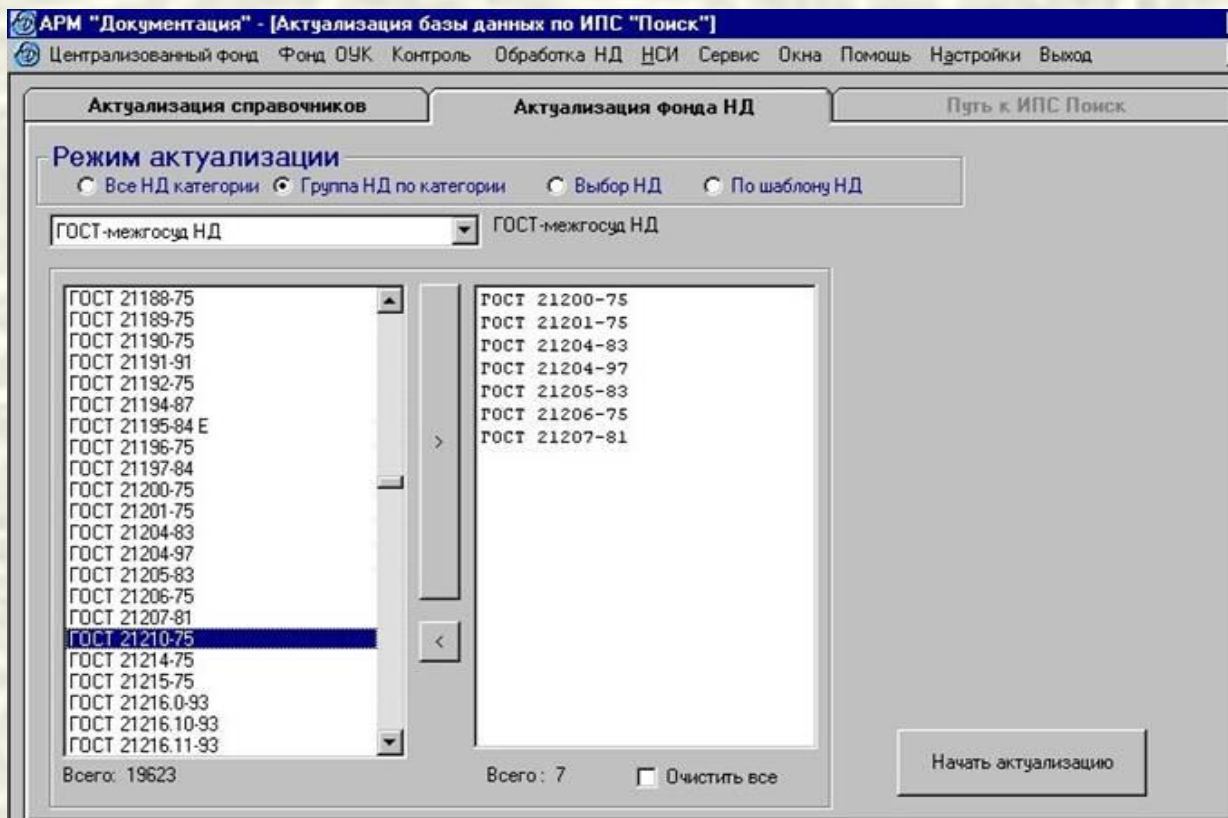 АРМ "Документация" - [Актуализация базы данных по ИПС "Поиск"]
Централизованный фонд Фонд ОУК Контроль Обработка НД НСИ Сервис Окна Помощь Настройки Выход
Актуализация справочников Актуализация фонда НД Путь к ИПС Поиск
Режим актуализации
Все НД категории Группа НД по категории Выбор НД По шаблону НД
ГОСТ-межгосуд НД ГОСТ-межгосуд НД
ГОСТ 21188-75
ГОСТ 21189-75
ГОСТ 21190-75
ГОСТ 21191-91
ГОСТ 21192-75
ГОСТ 21194-87
ГОСТ 21195-84 Е
ГОСТ 21196-75
ГОСТ 21197-84
ГОСТ 21200-75
ГОСТ 21201-75
ГОСТ 21204-83
ГОСТ 21204-97
ГОСТ 21205-83
ГОСТ 21206-75
ГОСТ 21207-81
ГОСТ 21210-75
ГОСТ 21214-75
ГОСТ 21215-75
ГОСТ 21216.0-93
ГОСТ 21216.10-93
ГОСТ 21216.11-93
Всего: 19623
>
<
ГОСТ 21200-75
ГОСТ 21201-75
ГОСТ 21204-83
ГОСТ 21204-97
ГОСТ 21205-83
ГОСТ 21206-75
ГОСТ 21207-81
Всего : 7 Очистить все
Начать актуализацию